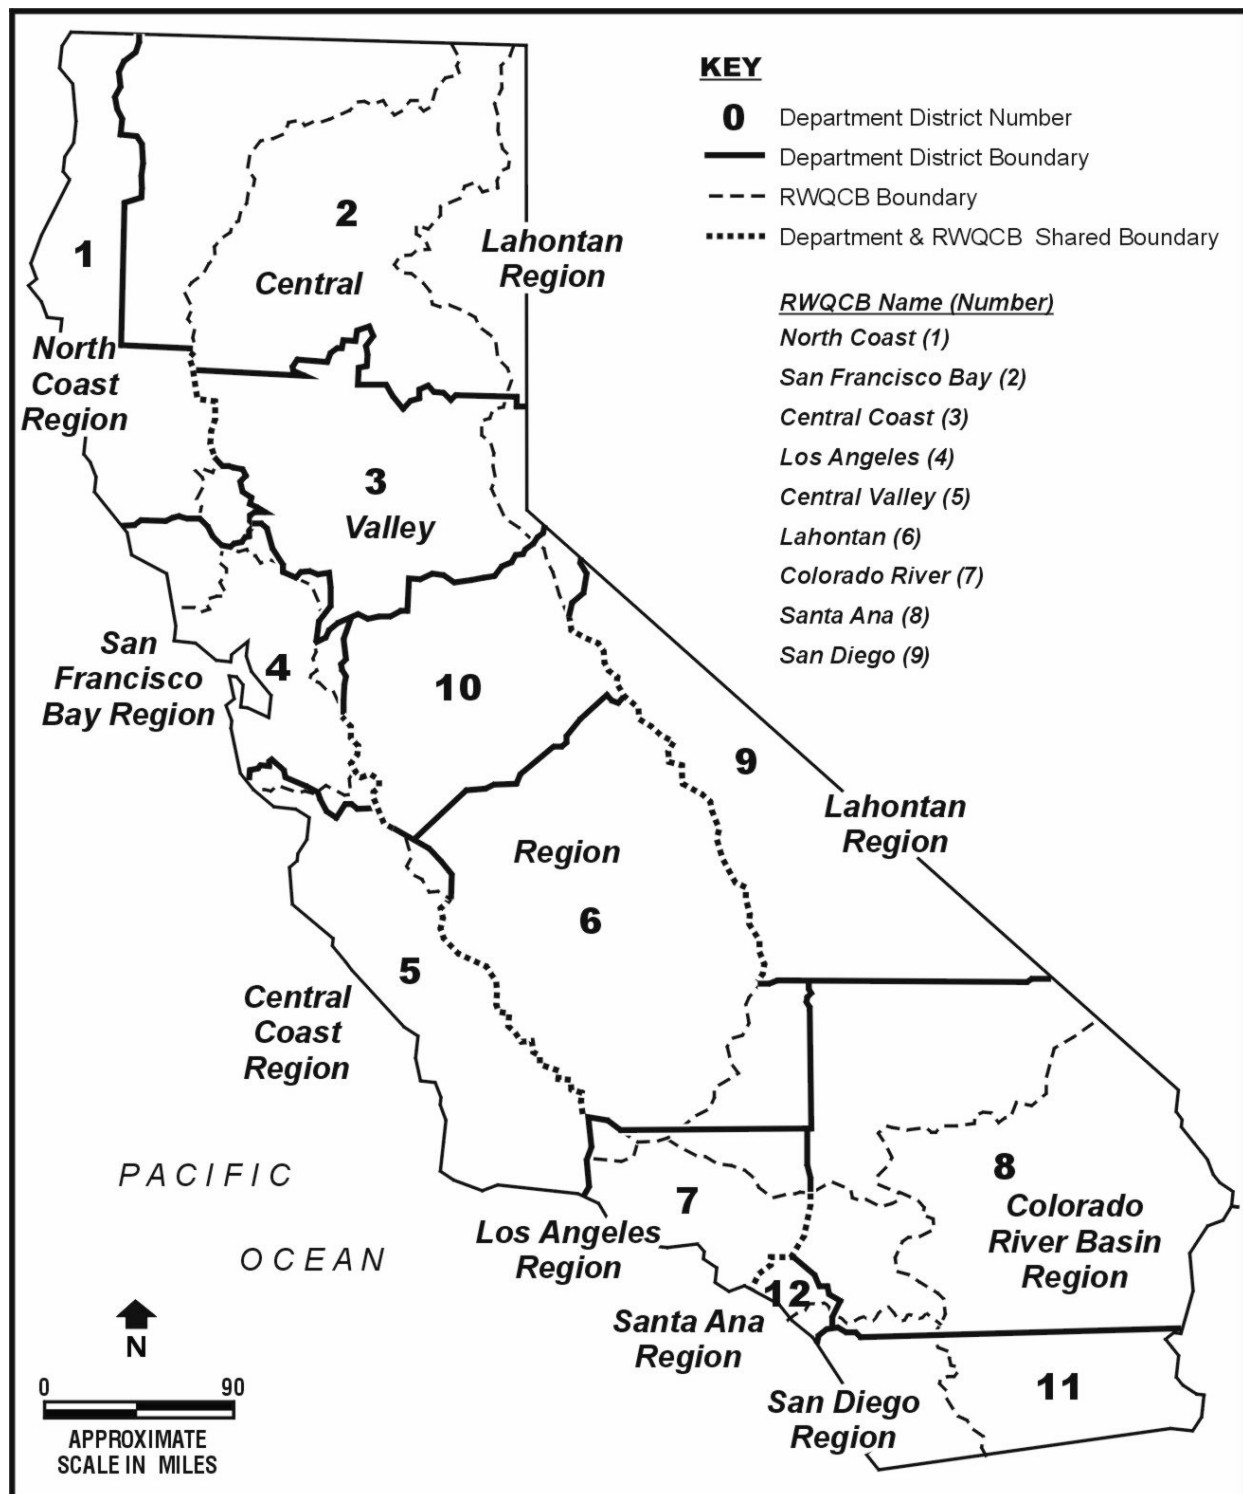 KEY
0 Department District Number
Department District Boundary
RWQCB Boundary
Department & RWQCB Shared Boundary
RWQCB Name (Number)
North Coast (1)
San Francisco Bay (2)
Central Coast (3)
Los Angeles (4)
Central Valley (5)
Lahontan (6)
Colorado River (7)
Santa Ana (8)
San Diego (9)
1
2
Central
Lahontan
Region
North
Coast
Region
3
Valley
San
Francisco
Bay Region
4
10
9
Lahontan
Region
Region
6
5
Central
Coast
Region
PACIFIC
OCEAN
7
Los Angeles
Region
8
Colorado
River Basin
Region
12
Santa Ana
Region
11
San Diego
Region
N
0 90
APPROXIMATE
SCALE IN MILES